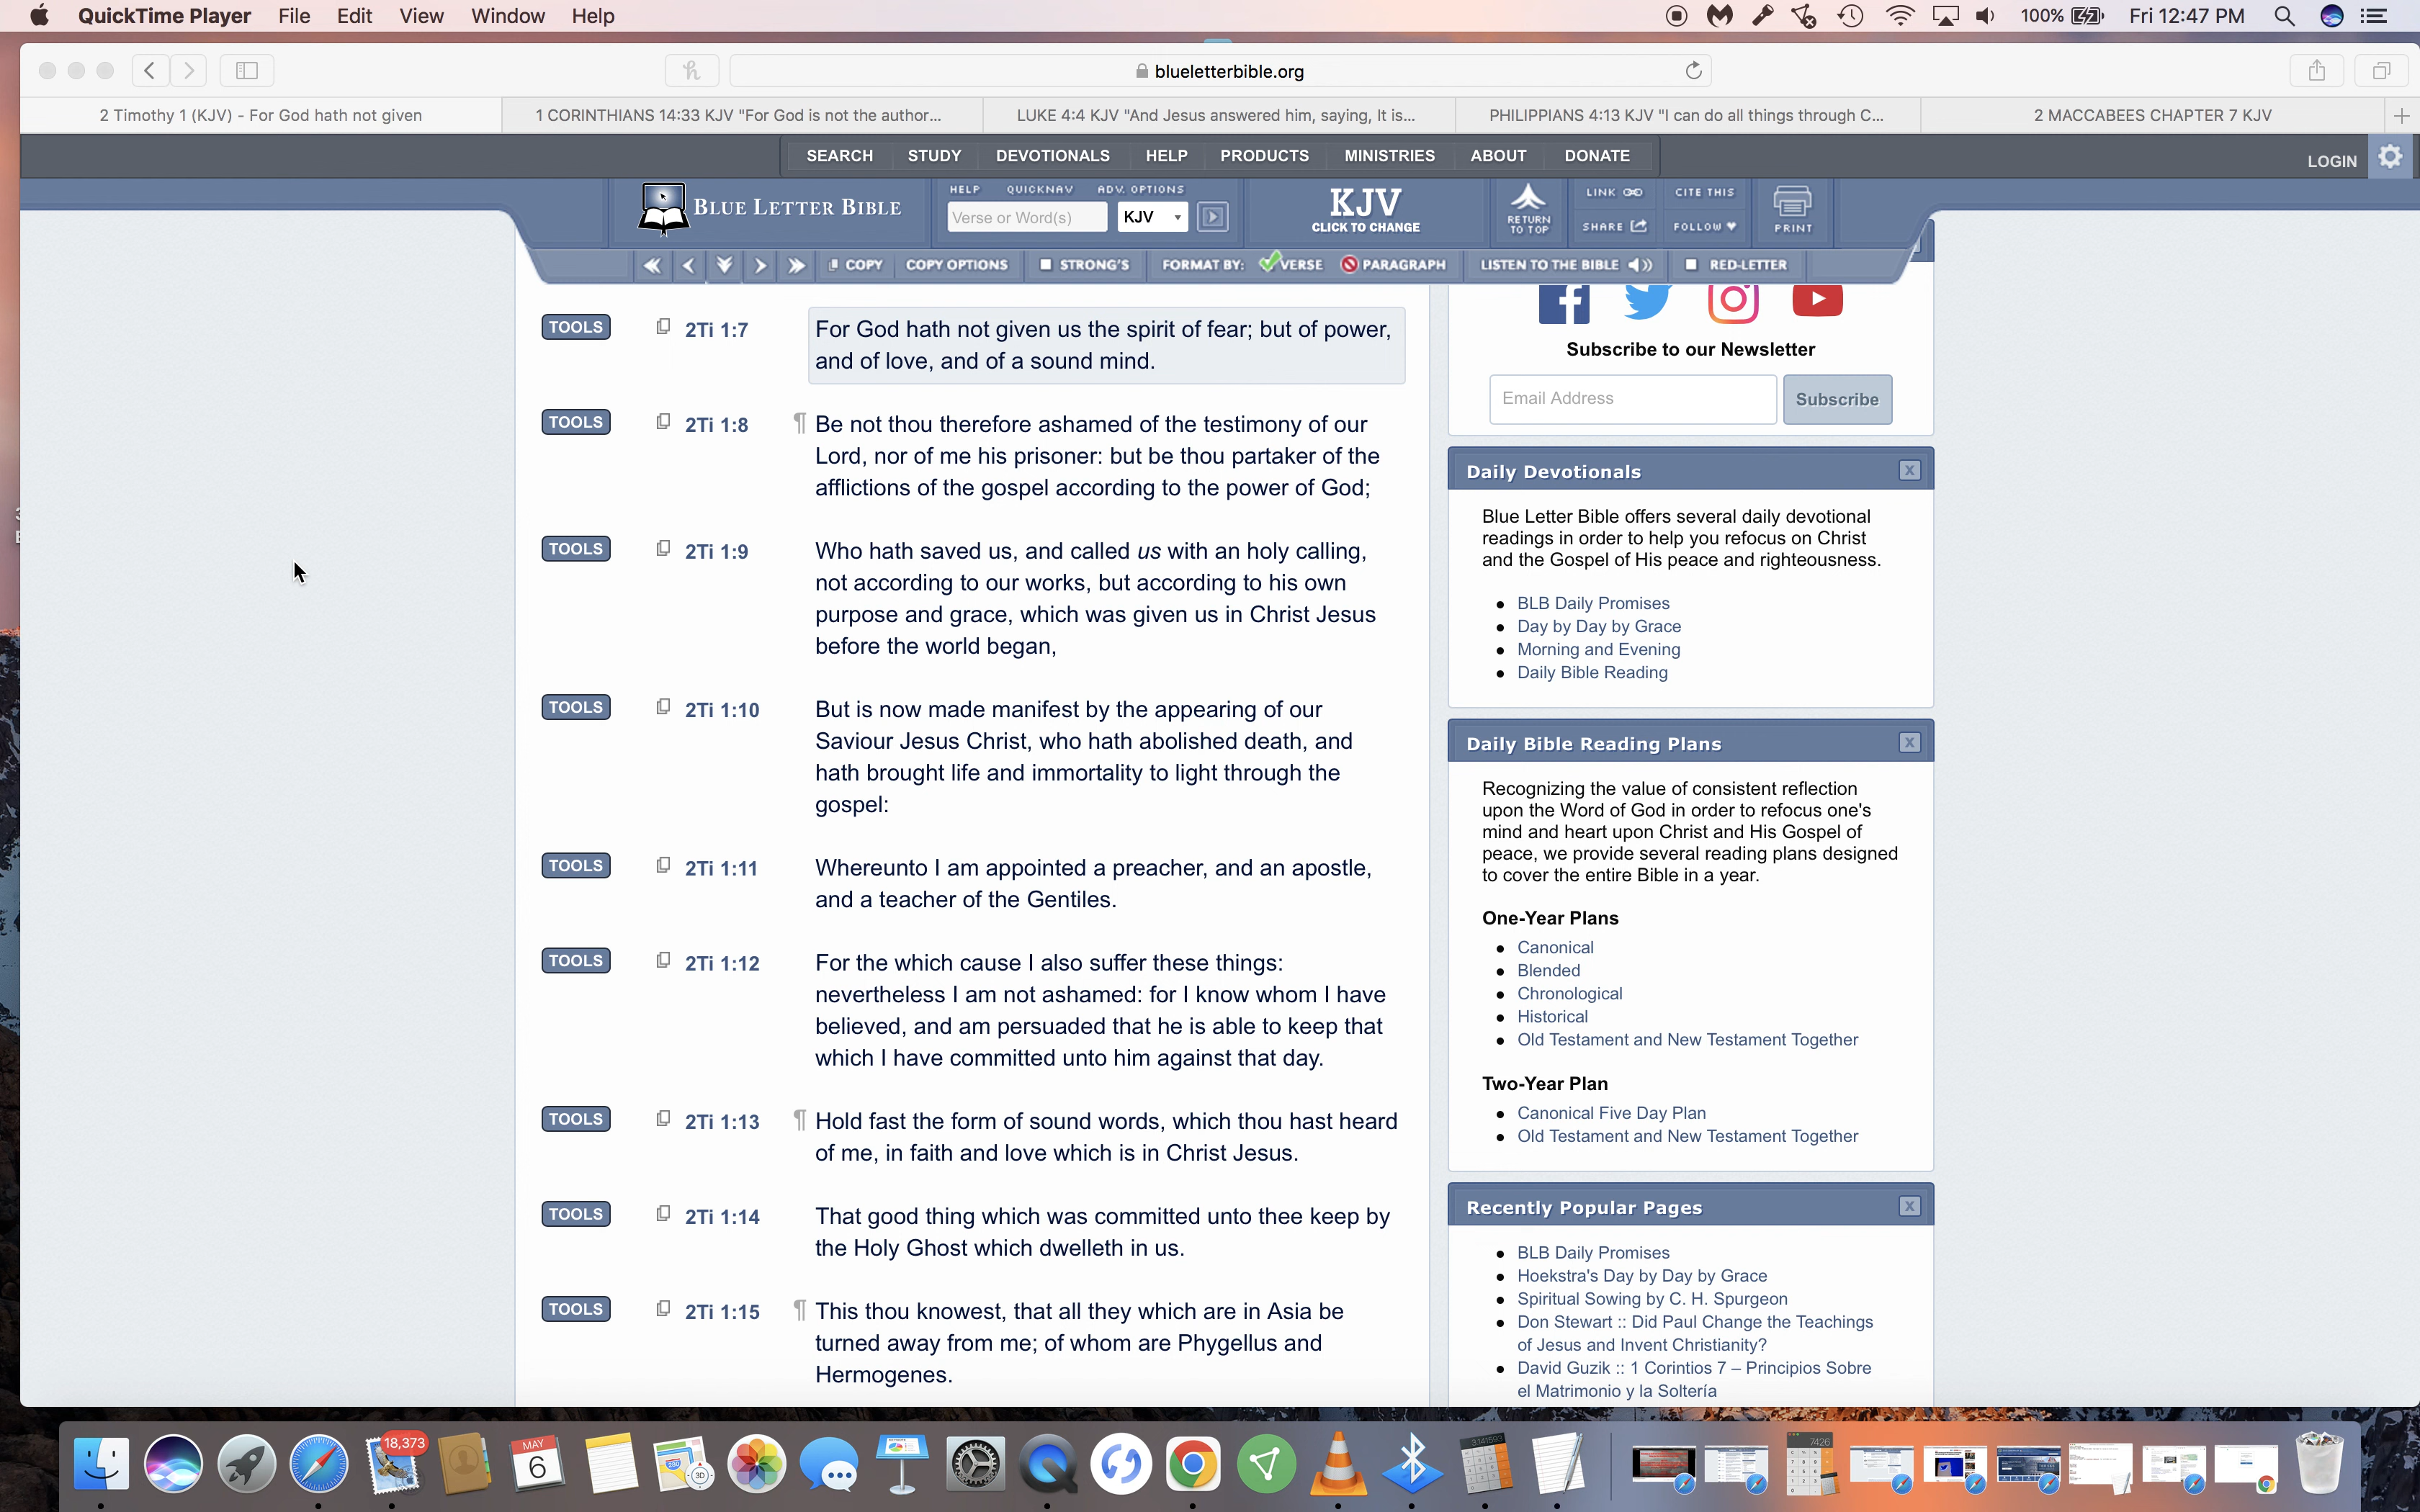 QuickTime Player File Edit View Window Help 100% Fri 12:47 PM
blueletterbible.org
2 Timothy 1 (KJV) - For God hath not given
1 CORINTHIANS 14:33 KJV "For God is not the author...
LUKE 4:4 KJV "And Jesus answered him, saying, It is...
PHILIPPIANS 4:13 KJV "I can do all things through C...
2 MACCABEES CHAPTER 7 KJV
SEARCH STUDY DEVOTIONALS HELP PRODUCTS MINISTRIES ABOUT DONATE
LOGIN
BLUE LETTER BIBLE
HELP QUICKNAV ADV. OPTIONS
Verse or Word(s) KJV
KJV
CLICK TO CHANGE
RETURN
TO TOP
LINK CITE THIS
SHARE FOLLOW
PRINT
COPY COPY OPTIONS STRONG'S FORMAT BY: VERSE PARAGRAPH LISTEN TO THE BIBLE RED-LETTER
TOOLS 2Ti 1:7 For God hath not given us the spirit of fear; but of power,
and of love, and of a sound mind.
TOOLS 2Ti 1:8 ¶ Be not thou therefore ashamed of the testimony of our
Lord, nor of me his prisoner: but be thou partaker of the
afflictions of the gospel according to the power of God;
TOOLS 2Ti 1:9 Who hath saved us, and called us with an holy calling,
not according to our works, but according to his own
purpose and grace, which was given us in Christ Jesus
before the world began,
TOOLS 2Ti 1:10 But is now made manifest by the appearing of our
Saviour Jesus Christ, who hath abolished death, and
hath brought life and immortality to light through the
gospel:
TOOLS 2Ti 1:11 Whereunto I am appointed a preacher, and an apostle,
and a teacher of the Gentiles.
TOOLS 2Ti 1:12 For the which cause I also suffer these things:
nevertheless I am not ashamed: for I know whom I have
believed, and am persuaded that he is able to keep that
which I have committed unto him against that day.
TOOLS 2Ti 1:13 ¶ Hold fast the form of sound words, which thou hast heard
of me, in faith and love which is in Christ Jesus.
TOOLS 2Ti 1:14 That good thing which was committed unto thee keep by
the Holy Ghost which dwelleth in us.
TOOLS 2Ti 1:15 ¶ This thou knowest, that all they which are in Asia be
turned away from me; of whom are Phygellus and
Hermogenes.
Subscribe to our Newsletter
Email Address Subscribe
Daily Devotionals X
Blue Letter Bible offers several daily devotional
readings in order to help you refocus on Christ
and the Gospel of His peace and righteousness.
BLB Daily Promises
Day by Day by Grace
Morning and Evening
Daily Bible Reading
Daily Bible Reading Plans X
Recognizing the value of consistent reflection
upon the Word of God in order to refocus one's
mind and heart upon Christ and His Gospel of
peace, we provide several reading plans designed
to cover the entire Bible in a year.
One-Year Plans
Canonical
Blended
Chronological
Historical
Old Testament and New Testament Together
Two-Year Plan
Canonical Five Day Plan
Old Testament and New Testament Together
Recently Popular Pages X
BLB Daily Promises
Hoekstra's Day by Day by Grace
Spiritual Sowing by C. H. Spurgeon
Don Stewart :: Did Paul Change the Teachings
of Jesus and Invent Christianity?
David Guzik :: 1 Corintios 7 – Principios Sobre
el Matrimonio y la Soltería
18,373
MAY
6
3D
3.141593
7426